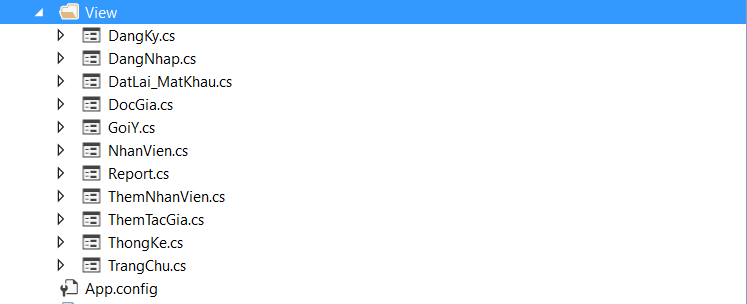 View
DangKy.cs
DangNhap.cs
DatLai_MatKhau.cs
DocGia.cs
GoiY.cs
NhanVien.cs
Report.cs
ThemNhanVien.cs
ThemTacGia.cs
ThongKe.cs
TrangChu.cs
App.config